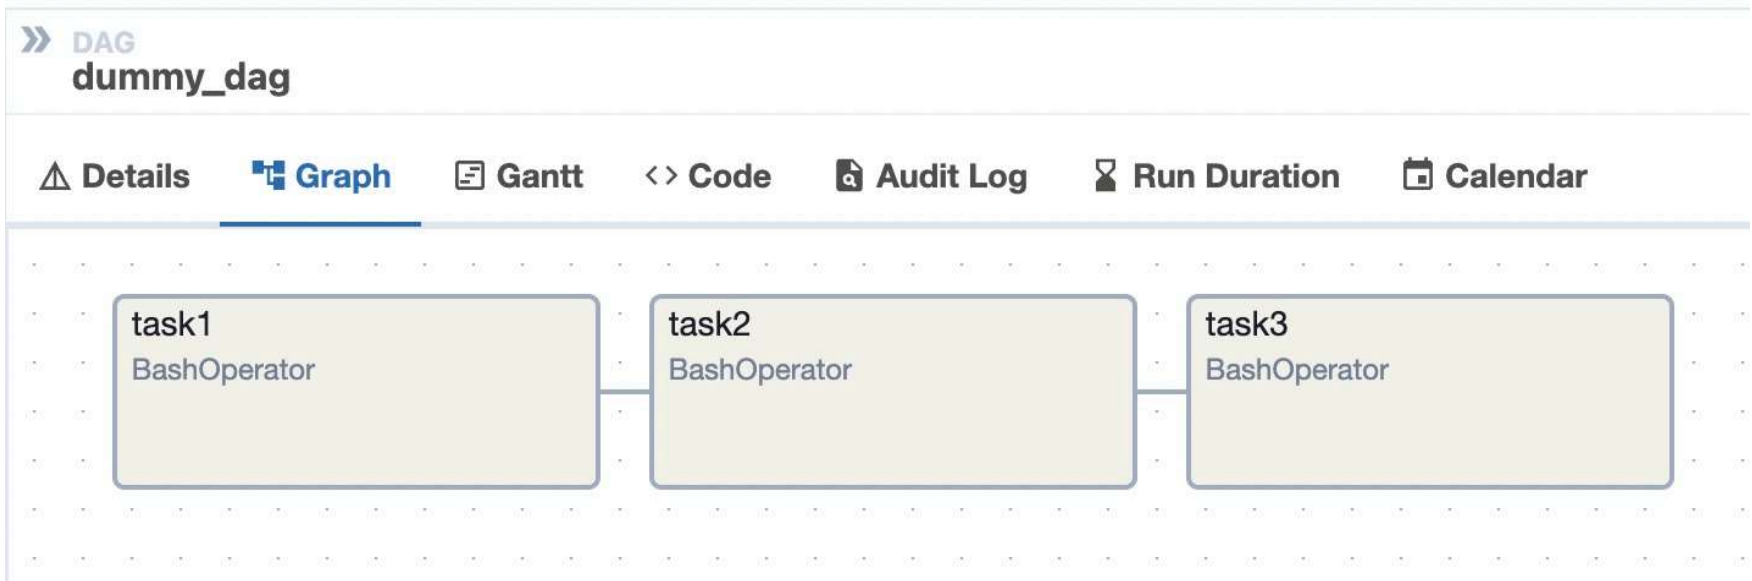 DAG
dummy_dag
Details Graph Gantt Code Audit Log Run Duration Calendar
task1 task2 task3
BashOperator BashOperator BashOperator